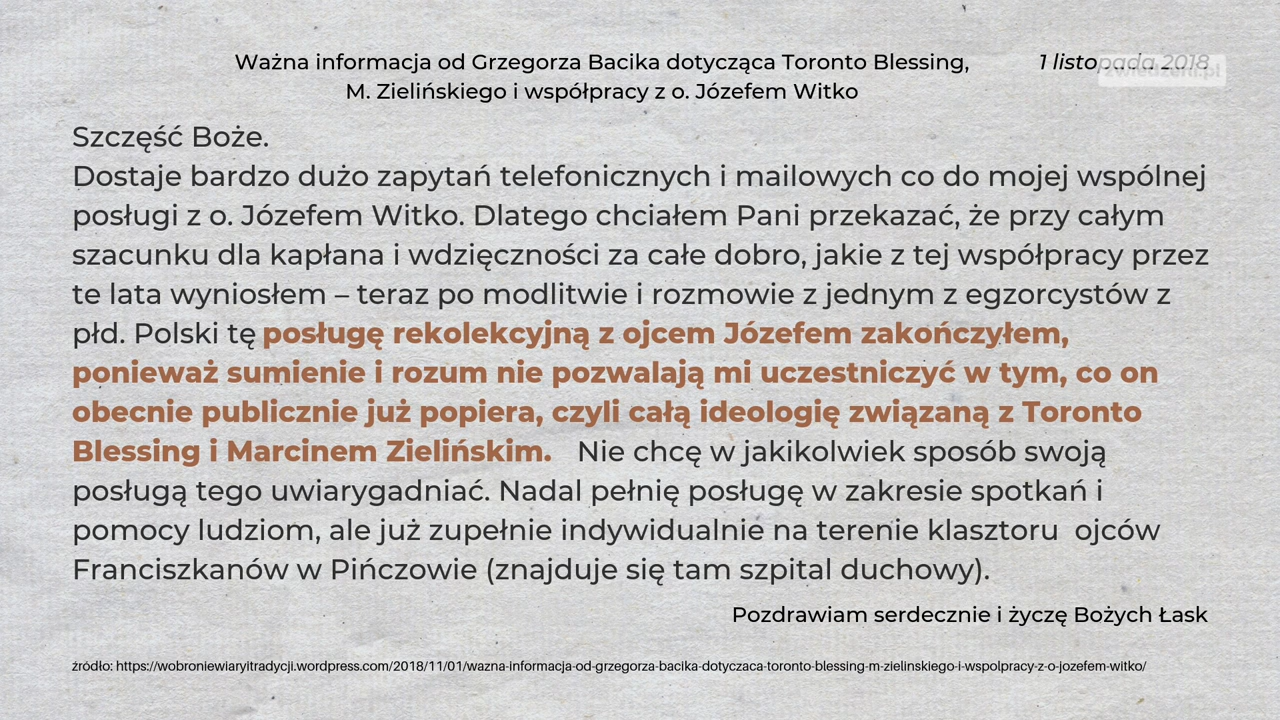 Ważna informacja od Grzegorza Bacika dotycząca Toronto Blessing,
M. Zielińskiego i współpracy z o. Józefem Witko
1 listopada 2018
zwiedzeni.pl
Szczęść Boże.
Dostaje bardzo dużo zapytań telefonicznych i mailowych co do mojej wspólnej
posługi z o. Józefem Witko. Dlatego chciałem Pani przekazać, że przy całym
szacunku dla kapłana i wdzięczności za całe dobro, jakie z tej współpracy przez
te lata wyniosłem – teraz po modlitwie i rozmowie z jednym z egzorcystów z
płd. Polski tę posługę rekolekcyjną z ojcem Józefem zakończyłem,
ponieważ sumienie i rozum nie pozwalają mi uczestniczyć w tym, co on
obecnie publicznie już popiera, czyli całą ideologię związaną z Toronto
Blessing i Marcinem Zielińskim. Nie chcę w jakikolwiek sposób swoją
posługą tego uwiarygadniać. Nadal pełnię posługę w zakresie spotkań i
pomocy ludziom, ale już zupełnie indywidualnie na terenie klasztoru ojców
Franciszkanów w Pińczowie (znajduje się tam szpital duchowy).
Pozdrawiam serdecznie i życzę Bożych Łask
źródło: https://wobroniewiaryitradycji.wordpress.com/2018/11/01/wazna-informacja-od-grzegorza-bacika-dotyczaca-toronto-blessing-m-zielinskiego-i-wspolpracy-z-o-jozefem-witko/